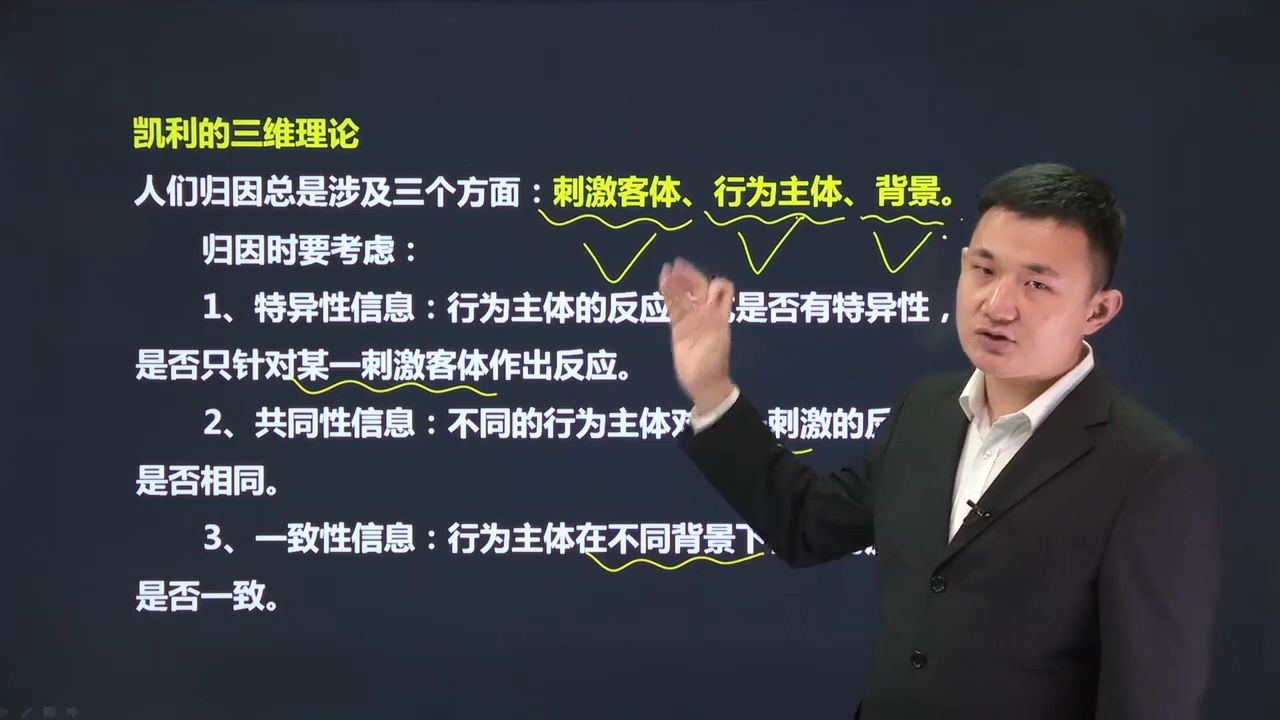 凯利的三维理论
人们归因总是涉及三个方面：刺激客体、行为主体、背景。
归因时要考虑：
1、特异性信息：行为主体的反应 是否有特异性，
是否只针对某一刺激客体作出反应。
2、共同性信息：不同的行为主体对 刺激的反
是否相同。
3、一致性信息：行为主体在不同背景下
是否一致。